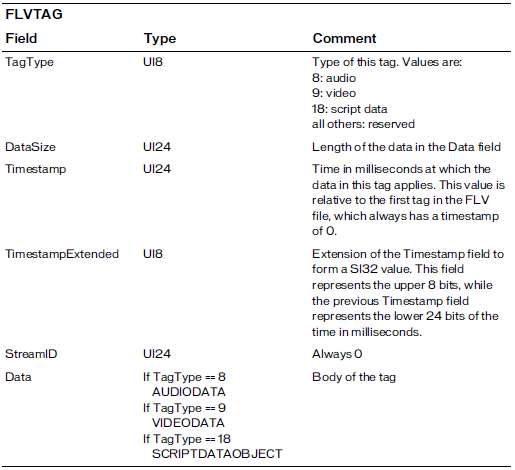 FLVTAG
Field Type Comment
TagType UI8 Type of this tag. Values are:
8: audio
9: video
18: script data
all others: reserved
DataSize UI24 Length of the data in the Data field
Timestamp UI24 Time in milliseconds at which the
data in this tag applies. This value is
relative to the first tag in the FLV
file, which always has a timestamp
of 0.
TimestampExtended UI8 Extension of the Timestamp field to
form a SI32 value. This field
represents the upper 8 bits, while
the previous Timestamp field
represents the lower 24 bits of the
time in milliseconds.
StreamID UI24 Always 0
Data If TagType == 8 Body of the tag
AUDIODATA
If TagType == 9
VIDEODATA
If TagType == 18
SCRIPTDATAOBJECT